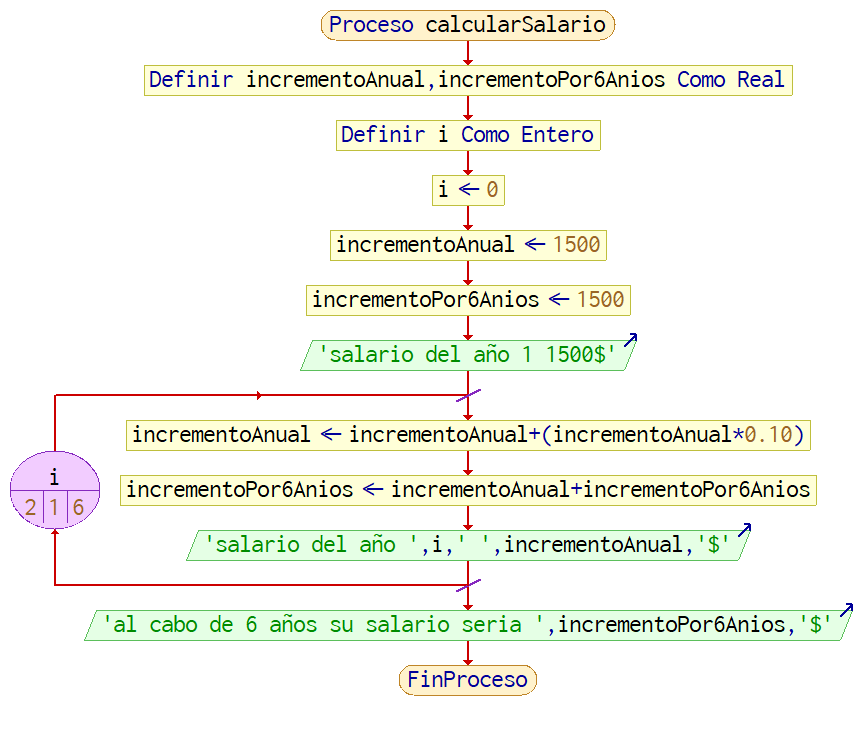 Proceso calcularSalario
Definir incrementoAnual,incrementoPor6Anios Como Real
Definir i Como Entero
i ← 0
incrementoAnual ← 1500
incrementoPor6Anios ← 1500
'salario del año 1 1500$'
incrementoAnual ← incrementoAnual+(incrementoAnual*0.10)
i
2 1 6
incrementoPor6Anios ← incrementoAnual+incrementoPor6Anios
'salario del año ',i,' ',incrementoAnual,'$'
'al cabo de 6 años su salario seria ',incrementoPor6Anios,'$'
FinProceso